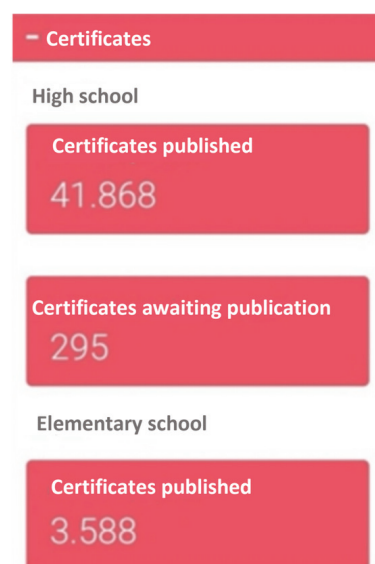 – Certificates
High school
Certificates published
41.868
Certificates awaiting publication
295
Elementary school
Certificates published
3.588